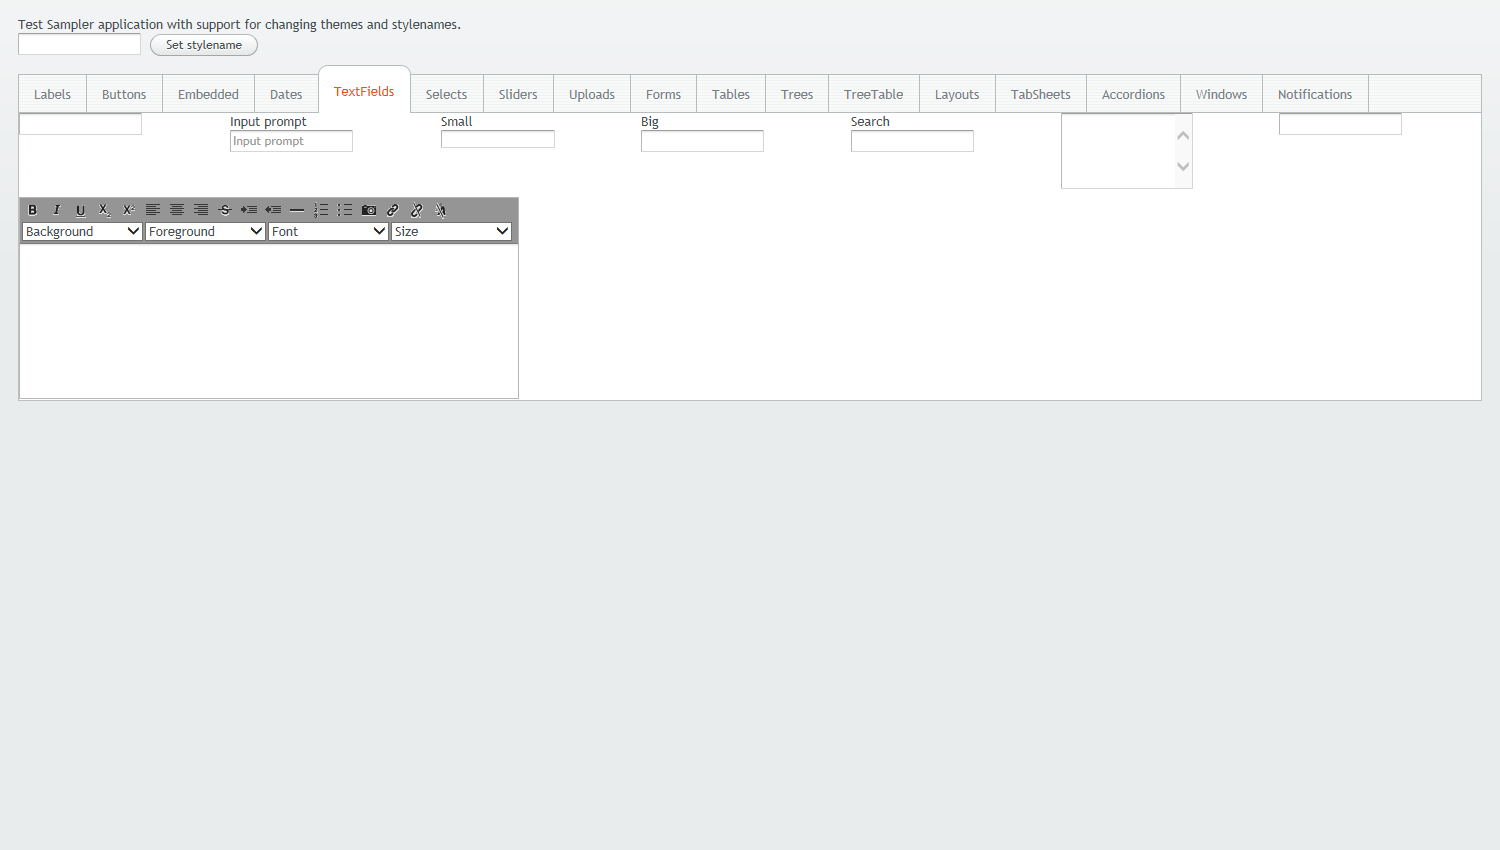 Test Sampler application with support for changing themes and stylenames.
Set stylename
Labels Buttons Embedded Dates TextFields Selects Sliders Uploads Forms Tables Trees TreeTable Layouts TabSheets Accordions Windows Notifications
Input prompt Small Big Search
Input prompt
B I U X, X² S
Background Foreground Font Size